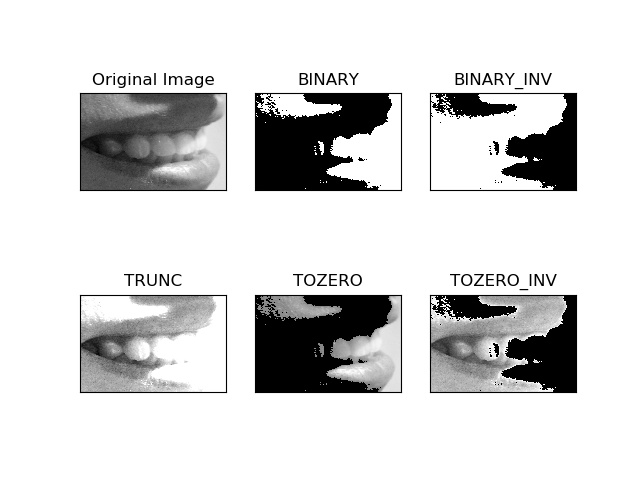 Original Image
BINARY
BINARY_INV
TRUNC
TOZERO
TOZERO_INV